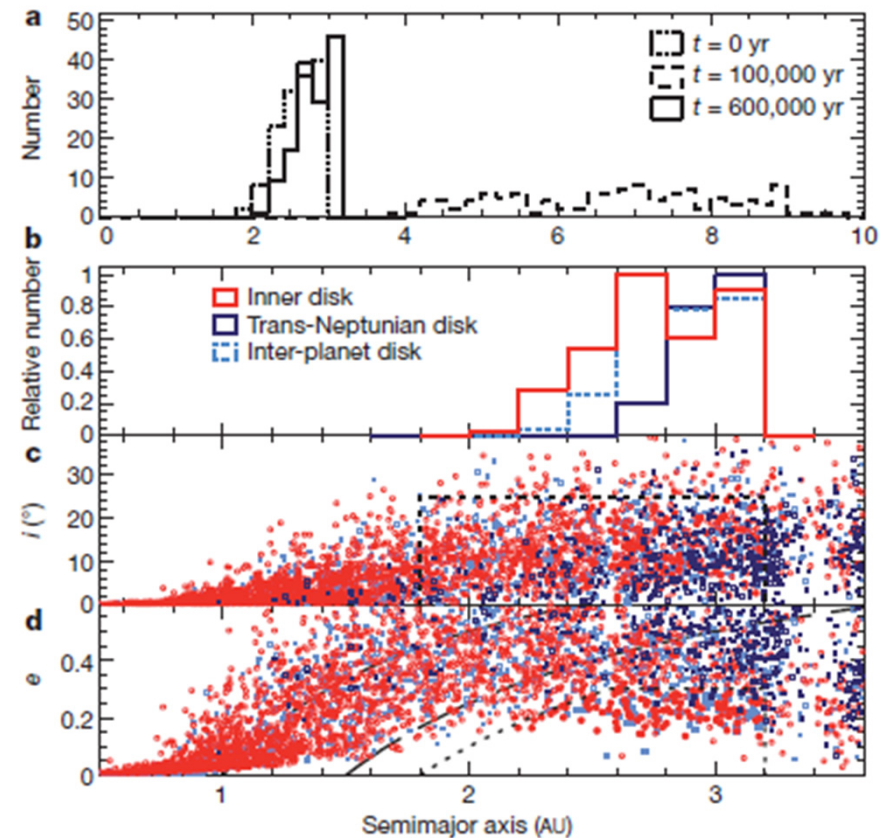 a
50
40
30
20
10
0
Number
t = 0 yr
t = 100,000 yr
t = 600,000 yr
0 2 4 6 8 10
b
1
0.8
0.6
0.4
0.2
0
Relative number
Inner disk
Trans-Neptunian disk
Inter-planet disk
c
30
20
10
0
i (°)
d
0.4
0.2
0
e
1 2 3
Semimajor axis (AU)